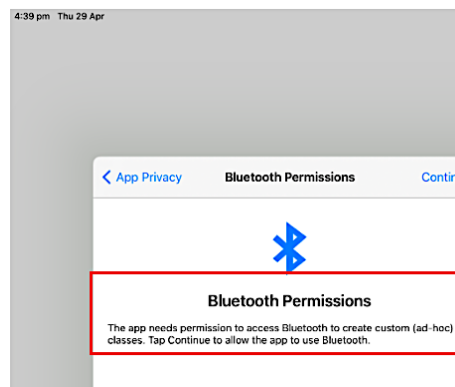 4:39 pm Thu 29 Apr
App Privacy Bluetooth Permissions
Bluetooth Permissions
The app needs permission to access Bluetooth to create custom (ad-hoc)
classes. Tap Continue to allow the app to use Bluetooth.